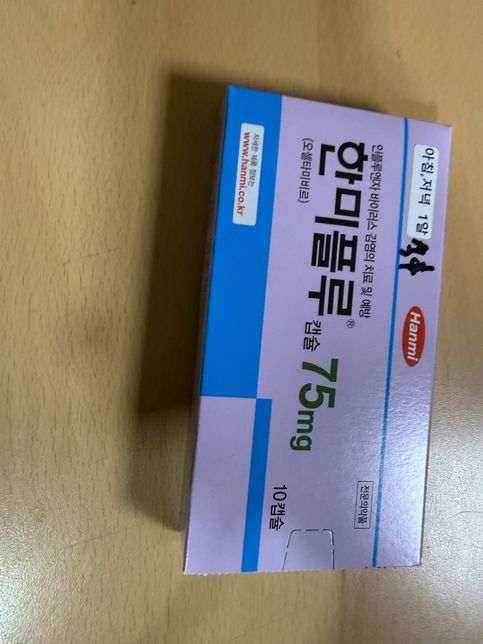 아침,저녁 1알
Hanmi
인플루엔자 바이러스 감염의 치료 및 예방
한미플루® 캡슐 75mg
(오셀타미비르)
전문의약품
10캡슐
자세한 제품 정보는
www.hanmi.co.kr